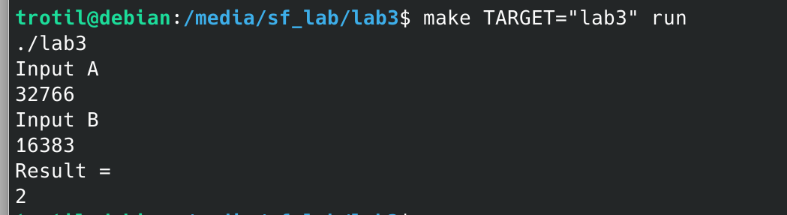 trotil@debian:/media/sf_lab/lab3$ make TARGET="lab3" run
./lab3
Input A
32766
Input B
16383
Result =
2